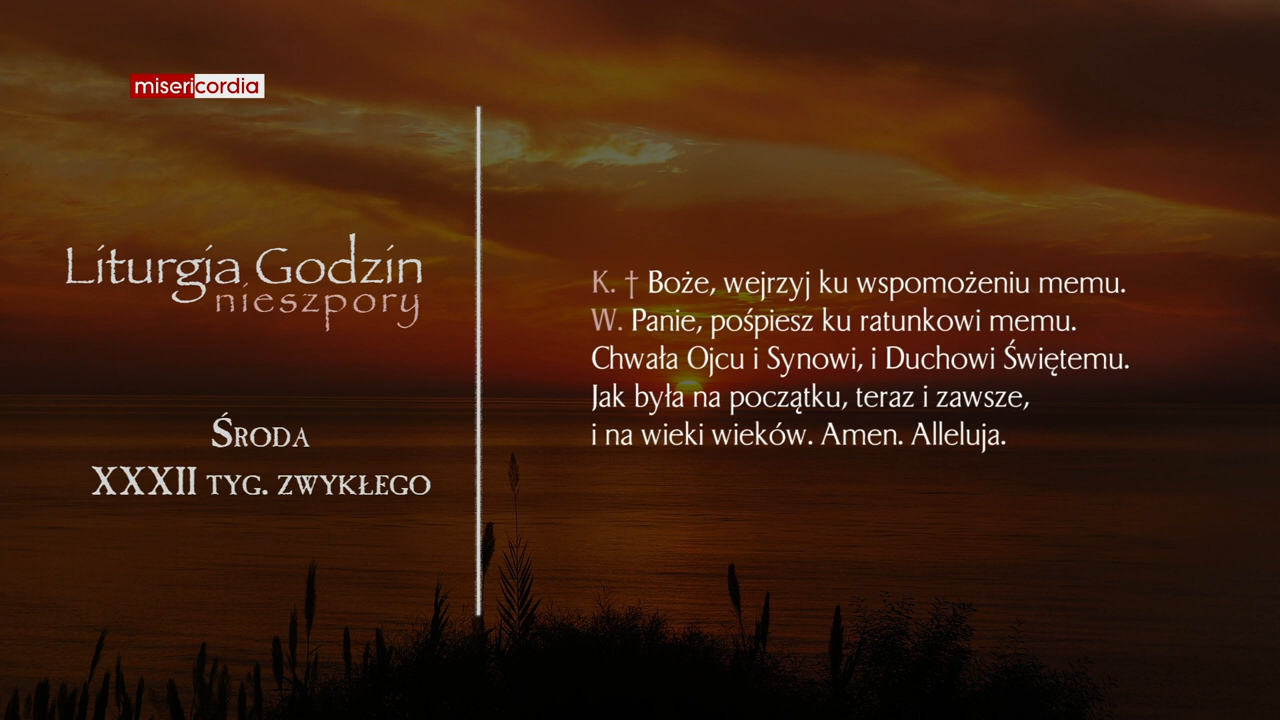 misericordia
Liturgia Godzin
nieszpory
Środa
XXXII tyg. zwykłego
K. † Boże, wejrzyj ku wspomożeniu memu.
W. Panie, pośpiesz ku ratunkowi memu.
Chwała Ojcu i Synowi, i Duchowi Świętemu.
Jak była na początku, teraz i zawsze,
i na wieki wieków. Amen. Alleluja.